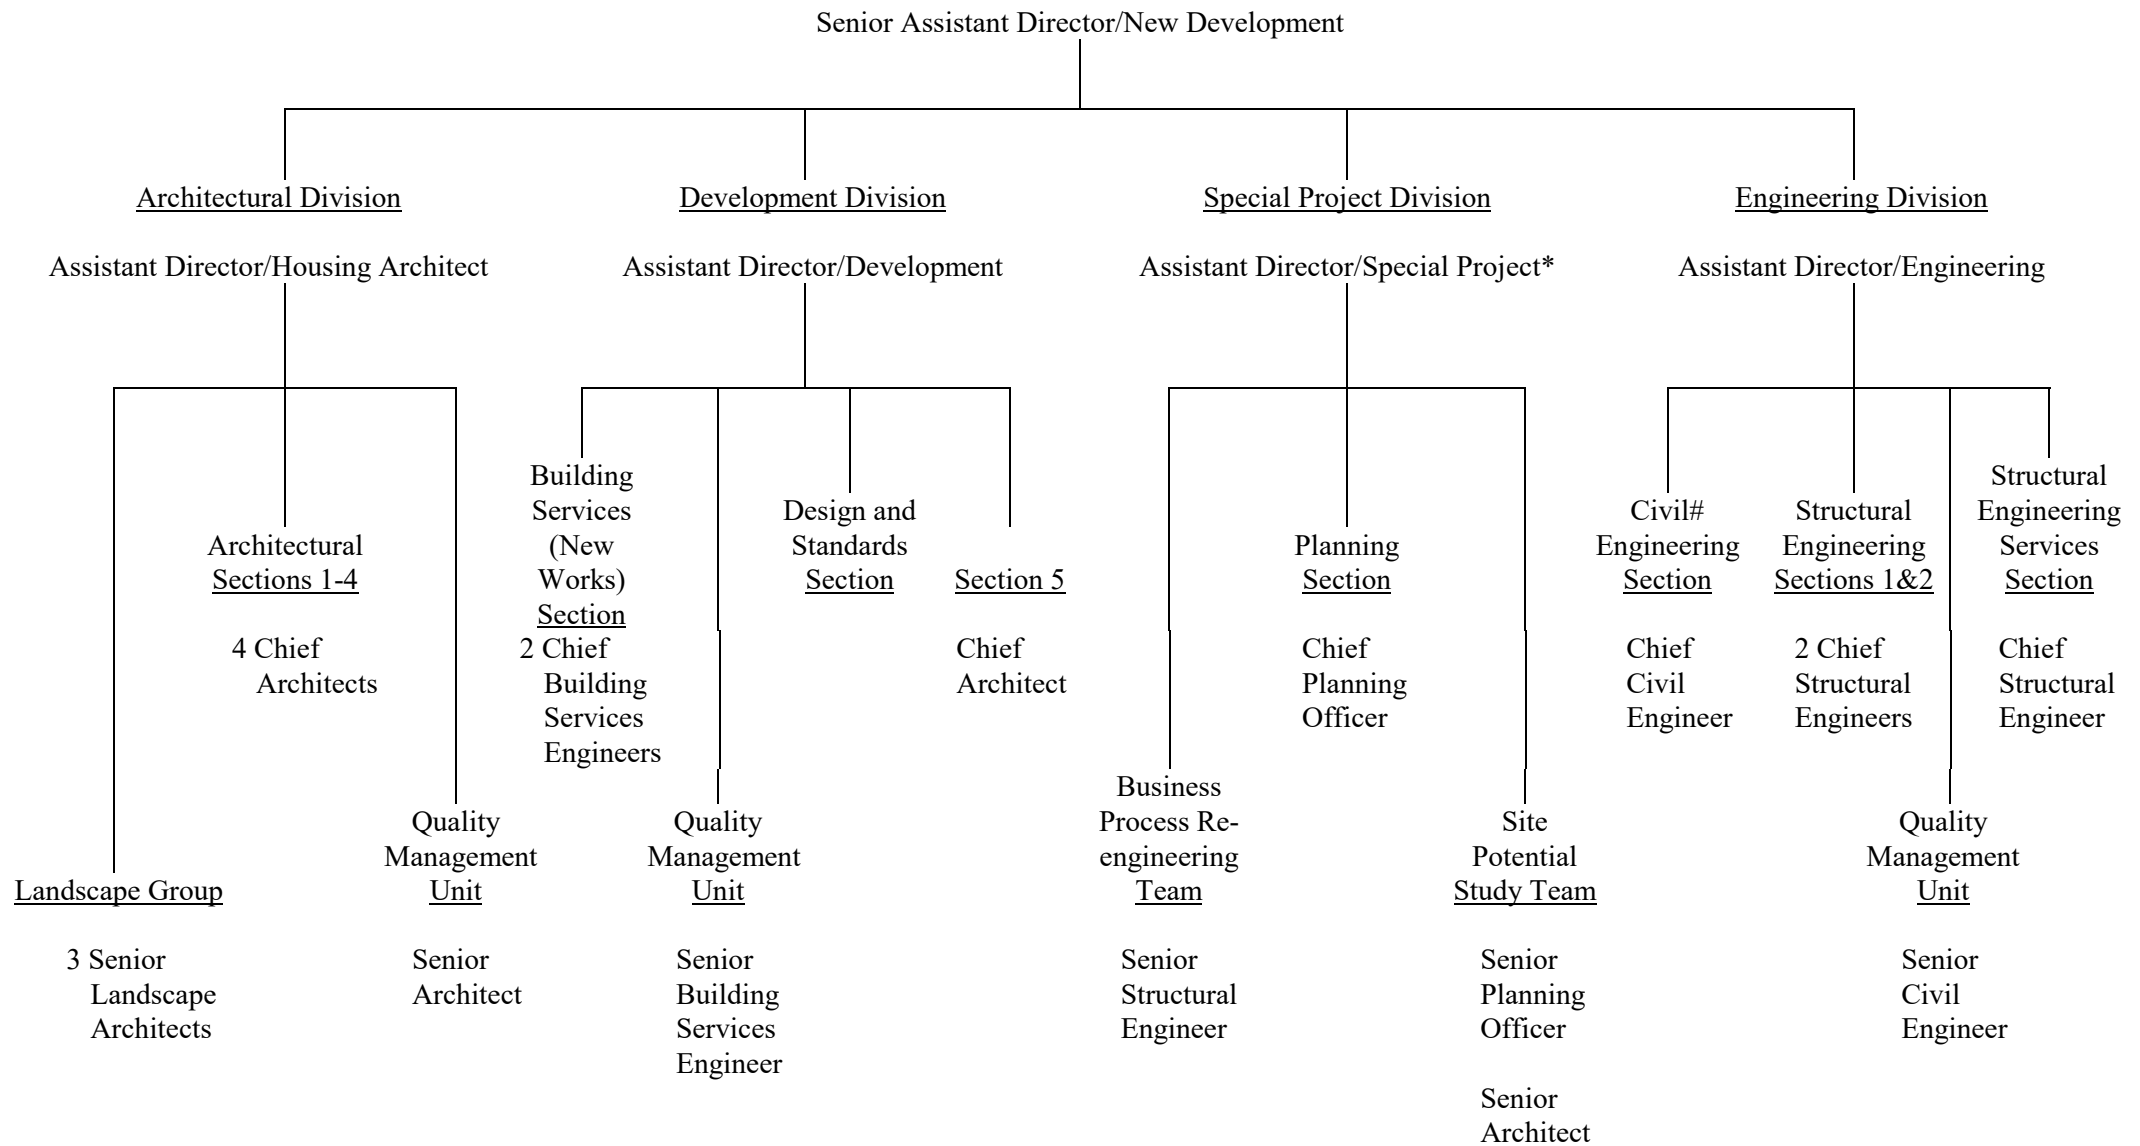 Senior Assistant Director/New Development
Architectural Division
Assistant Director/Housing Architect
Development Division
Assistant Director/Development
Special Project Division
Assistant Director/Special Project*
Engineering Division
Assistant Director/Engineering
Landscape Group
3 Senior
Landscape
Architects
Architectural
Sections 1-4
4 Chief
Architects
Quality
Management
Unit
Senior
Architect
Building
Services
(New
Works)
Section
2 Chief
Building
Services
Engineers
Quality
Management
Unit
Senior
Building
Services
Engineer
Design and
Standards
Section
Section 5
Chief
Architect
Business
Process Re-
engineering
Team
Senior
Structural
Engineer
Planning
Section
Chief
Planning
Officer
Site
Potential
Study Team
Senior
Planning
Officer
Senior
Architect
Civil#
Engineering
Section
Chief
Civil
Engineer
Structural
Engineering
Sections 1&2
2 Chief
Structural
Engineers
Quality
Management
Unit
Senior
Civil
Engineer
Structural
Engineering
Services
Section
Chief
Structural
Engineer